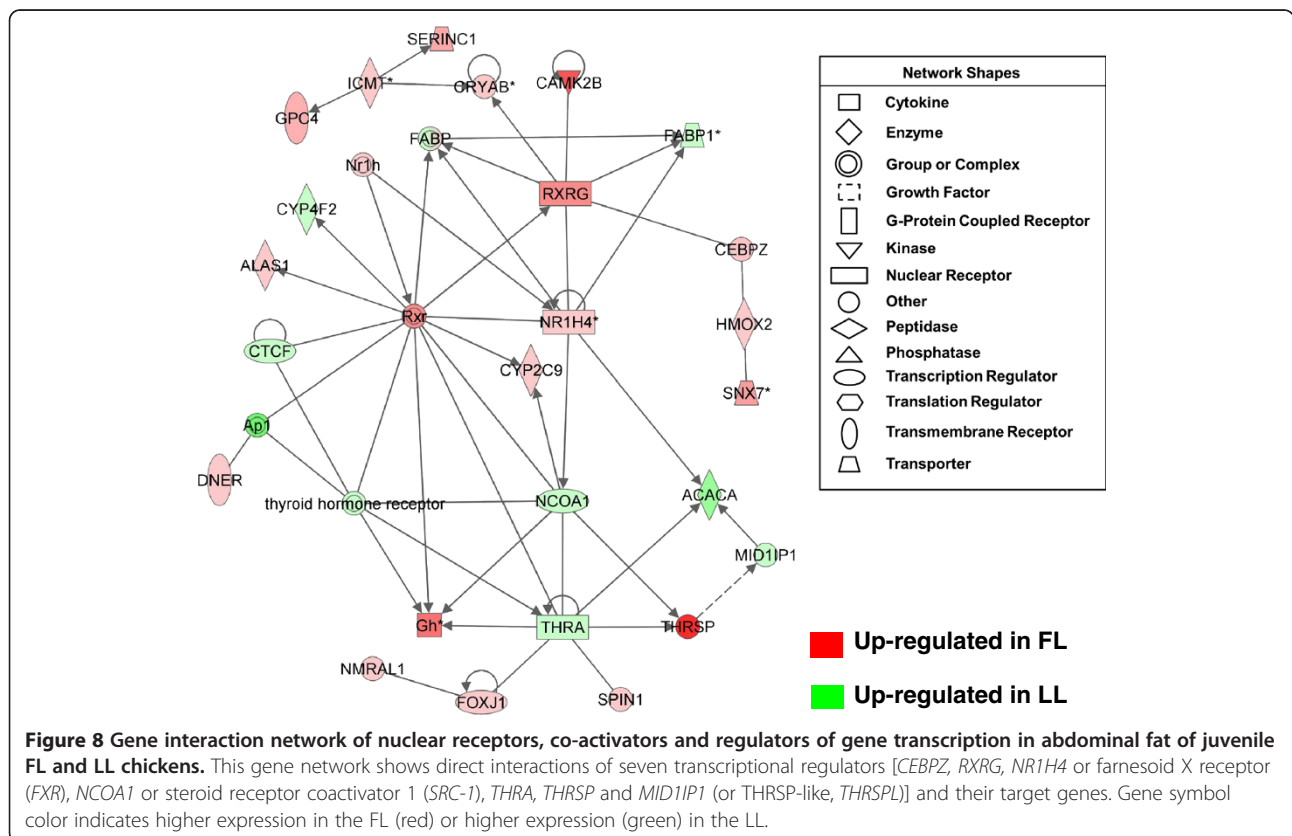 SERINC1
ICMT*
CRYAB*
CAMK2B
GPC4
FABP
FABP1*
Nr1h
RXRG
CYP4F2
CEBPZ
ALAS1
Rxr
NR1H4*
HMOX2
CTCF
CYP2C9
SNX7*
Ap1
DNER
thyroid hormone receptor
NCOA1
ACACA
MID1IP1
Gh*
THRA
THRSP
NMRAL1
FOXJ1
SPIN1
Network Shapes
Cytokine
Enzyme
Group or Complex
Growth Factor
G-Protein Coupled Receptor
Kinase
Nuclear Receptor
Other
Peptidase
Phosphatase
Transcription Regulator
Translation Regulator
Transmembrane Receptor
Transporter
Up-regulated in FL
Up-regulated in LL
Figure 8 Gene interaction network of nuclear receptors, co-activators and regulators of gene transcription in abdominal fat of juvenile
FL and LL chickens. This gene network shows direct interactions of seven transcriptional regulators [CEBPZ, RXRG, NR1H4 or farnesoid X receptor
(FXR), NCOA1 or steroid receptor coactivator 1 (SRC-1), THRA, THRSP and MID1IP1 (or THRSP-like, THRSPL)] and their target genes. Gene symbol
color indicates higher expression in the FL (red) or higher expression (green) in the LL.